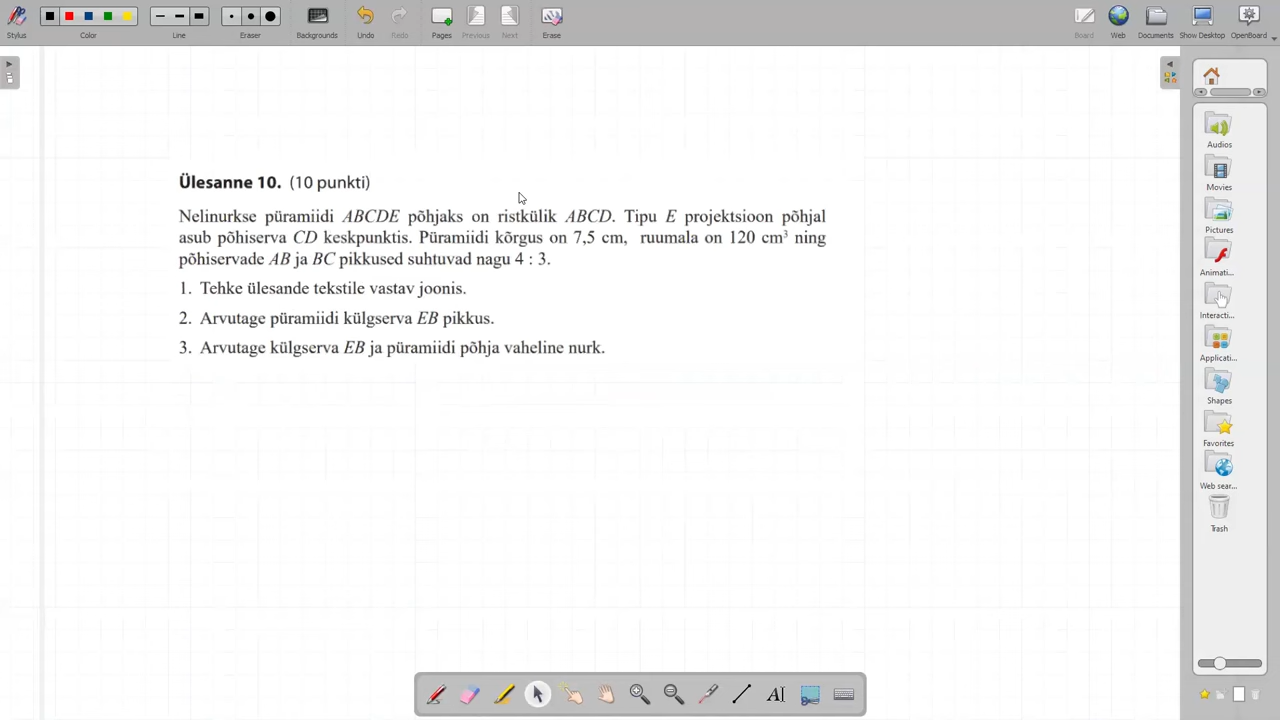 Stylus
Color
Line
Eraser
Backgrounds
Undo
Redo
Pages
Previous
Next
Erase
Board
Web
Documents
Show Desktop
OpenBoard
Ülesanne 10. (10 punkti)
Nelinurkse püramiidi ABCDE põhjaks on ristkülik ABCD. Tipu E projektsioon põhjal
asub põhiserva CD keskpunktis. Püramiidi kõrgus on 7,5 cm, ruumala on 120 cm³ ning
põhiservade AB ja BC pikkused suhtuvad nagu 4 : 3.
1. Tehke ülesande tekstile vastav joonis.
2. Arvutage püramiidi külgserva EB pikkus.
3. Arvutage külgserva EB ja püramiidi põhja vaheline nurk.
Audios
Movies
Pictures
Animati...
Interacti...
Applicati...
Shapes
Favorites
Web sear...
Trash
AI